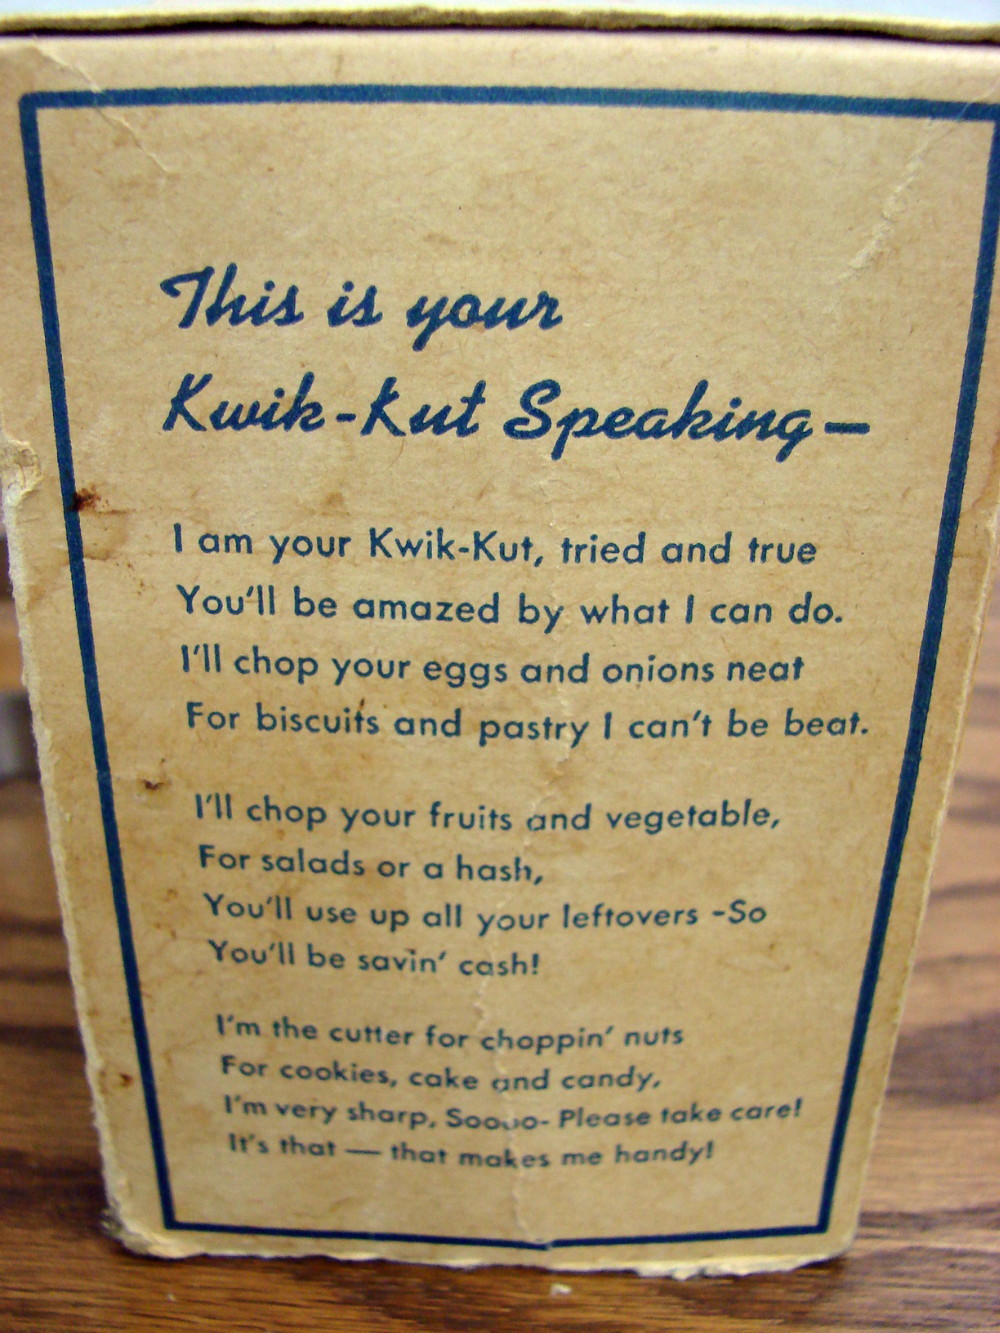 This is your
Kwik-Kut Speaking—
I am your Kwik-Kut, tried and true
You'll be amazed by what I can do.
I'll chop your eggs and onions neat
For biscuits and pastry I can't be beat.
I'll chop your fruits and vegetable,
For salads or a hash,
You'll use up all your leftovers -So
You'll be savin' cash!
I'm the cutter for choppin' nuts
For cookies, cake and candy,
I'm very sharp, Soooo- Please take care!
It's that — that makes me handy!